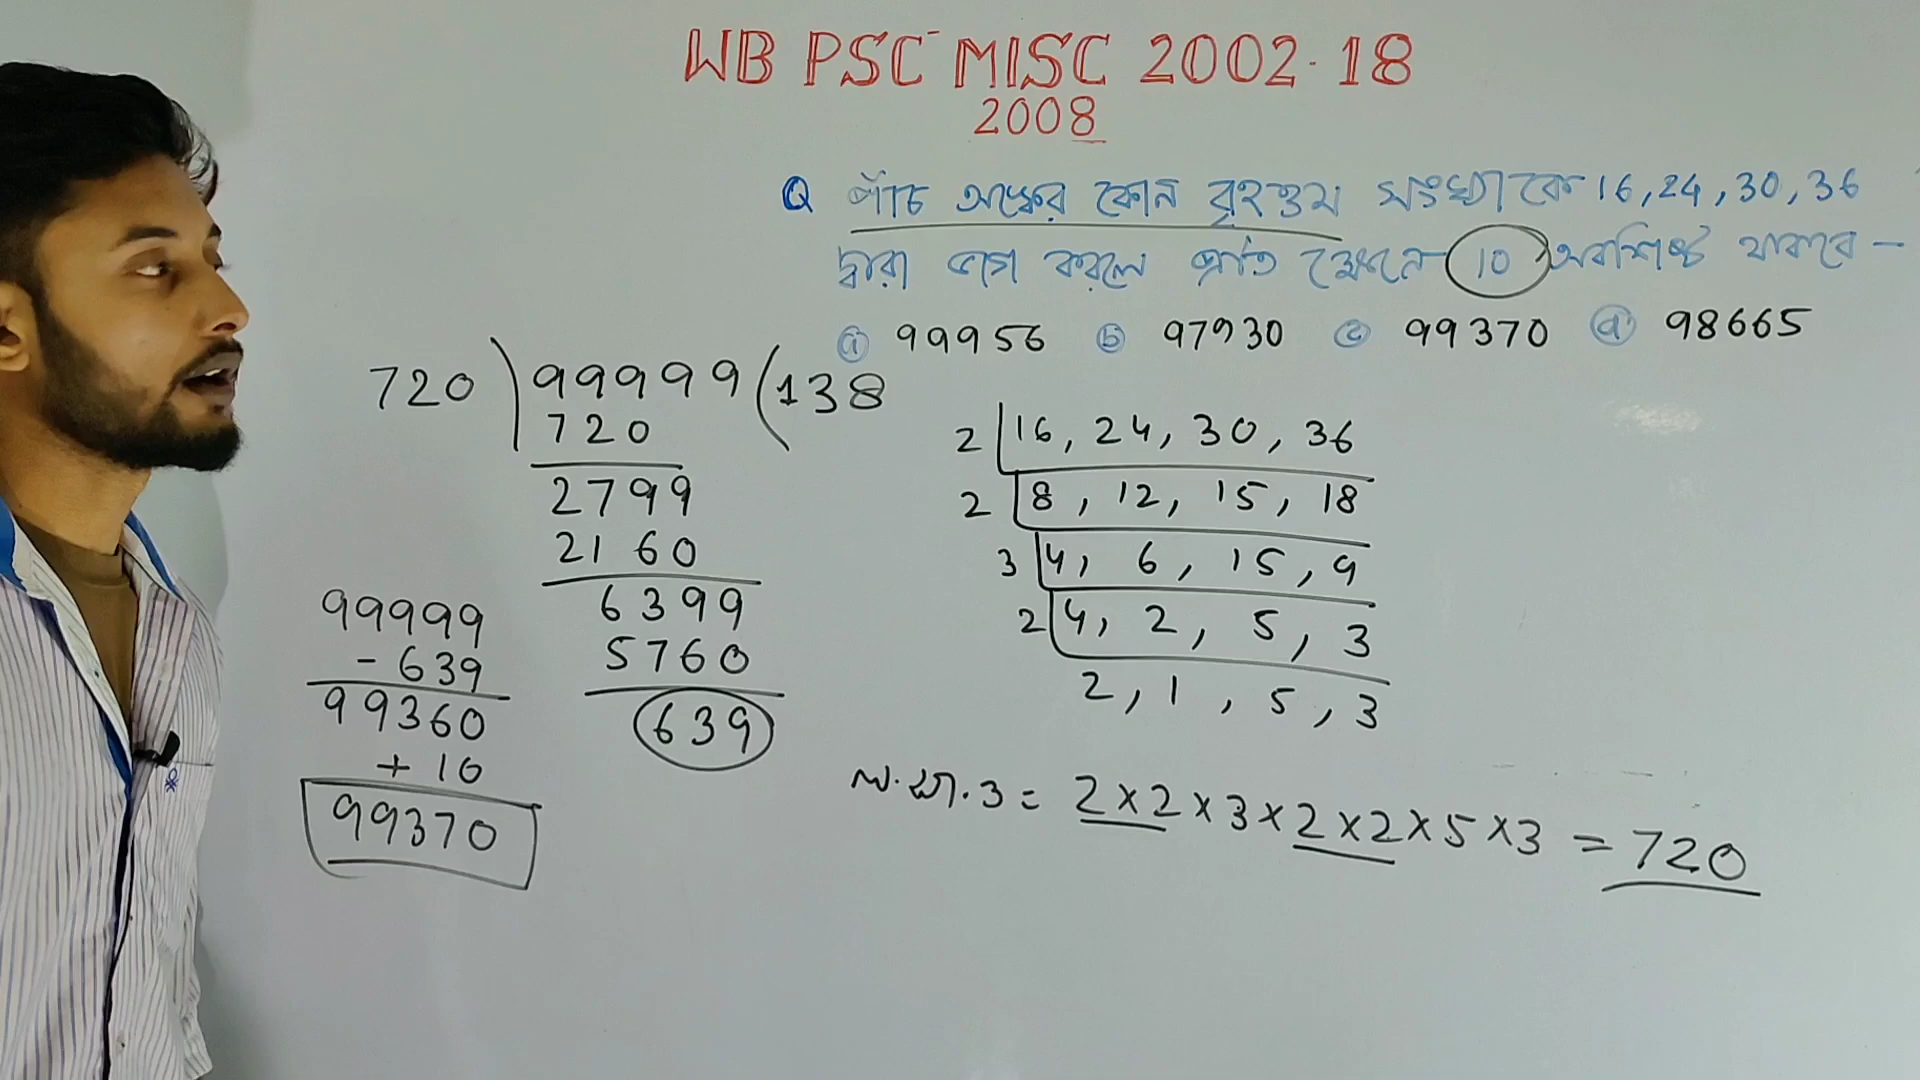 WB PSC MISC 2002-18
2008
Q পাঁচ অঙ্কের কোন বৃহত্তম সংখ্যাকে 16, 24, 30, 36
দ্বারা ভাগ করলে প্রতি ক্ষেত্রে 10 অবশিষ্ট থাকবে -
a 99956 b 97930 c 99370 d 98665
720 ) 99999 ( 138
720
2799
2160
6399
5760
639
99999
- 639
99360
+ 10
99370
2 | 16, 24, 30, 36
2 | 8, 12, 15, 18
3 | 4, 6, 15, 9
2 | 4, 2, 5, 3
2, 1, 5, 3
ল.সা.গু = 2×2×3×2×2×5×3 = 720